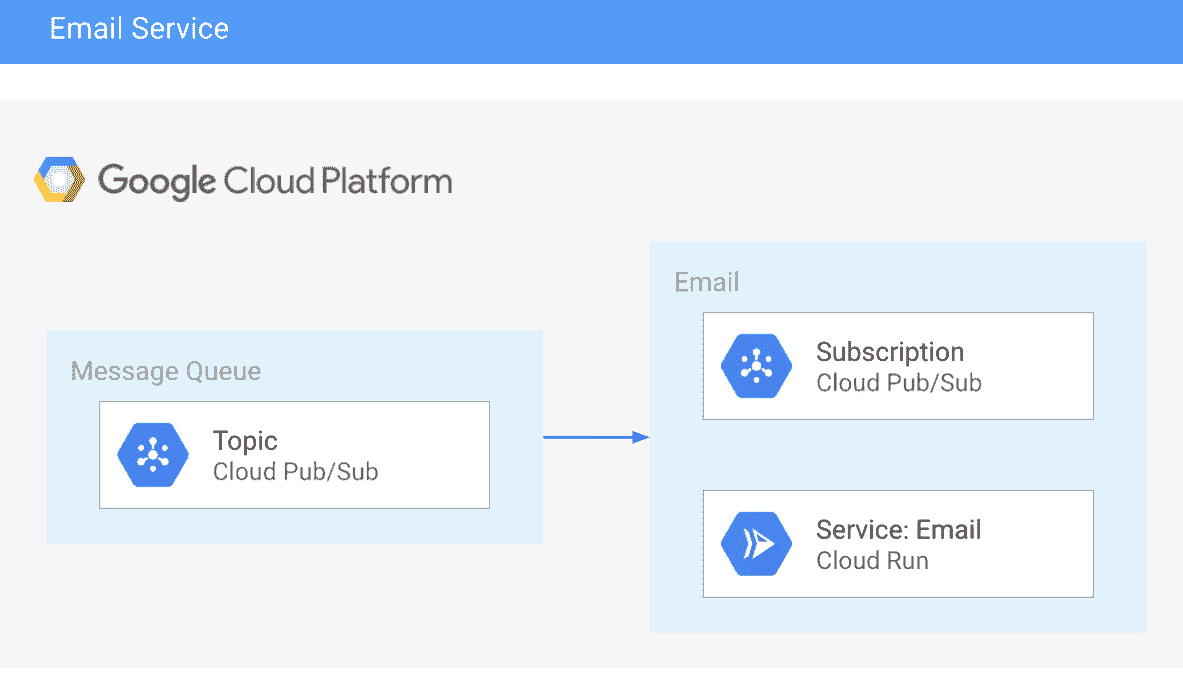 Email Service
Google Cloud Platform
Message Queue
Topic
Cloud Pub/Sub
Email
Subscription
Cloud Pub/Sub
Service: Email
Cloud Run